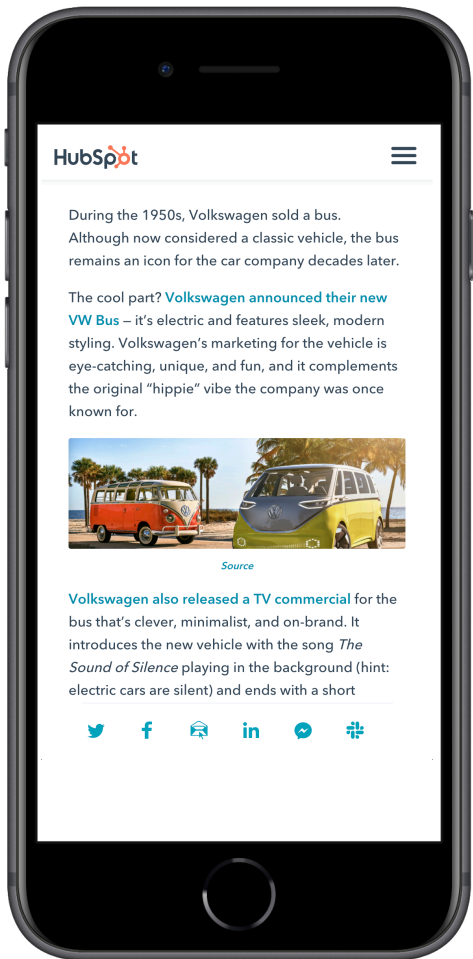 HubSpot
During the 1950s, Volkswagen sold a bus.
Although now considered a classic vehicle, the bus
remains an icon for the car company decades later.
The cool part? Volkswagen announced their new
VW Bus – it’s electric and features sleek, modern
styling. Volkswagen’s marketing for the vehicle is
eye-catching, unique, and fun, and it complements
the original “hippie” vibe the company was once
known for.
Source
Volkswagen also released a TV commercial for the
bus that’s clever, minimalist, and on-brand. It
introduces the new vehicle with the song The
Sound of Silence playing in the background (hint:
electric cars are silent) and ends with a short